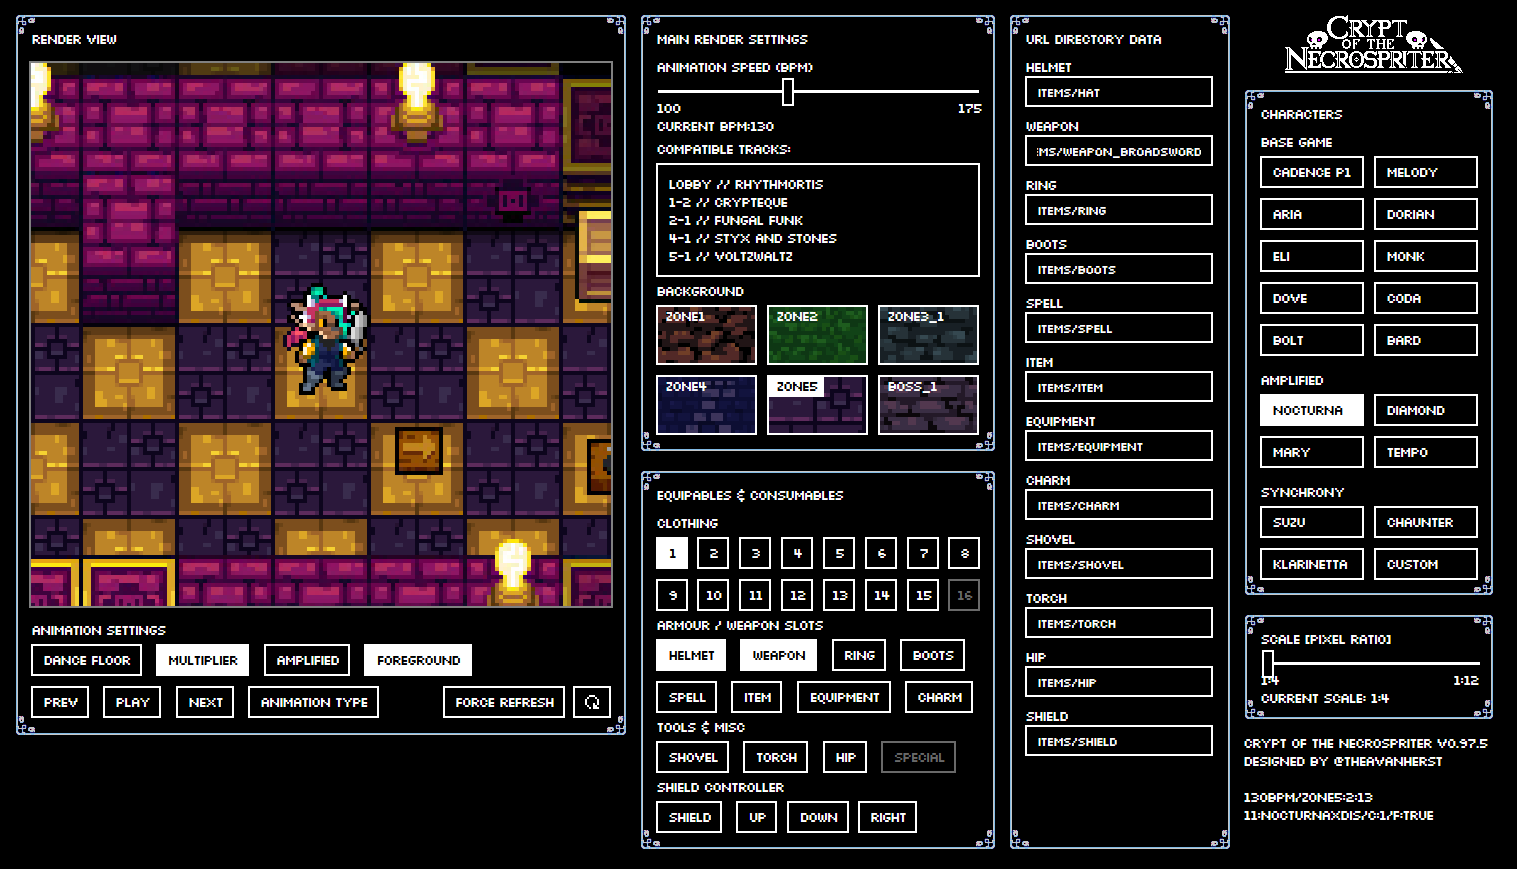 RENDER VIEW
ANIMATION SETTINGS
DANCE FLOOR
MULTIPLIER
AMPLIFIED
FOREGROUND
PREV
PLAY
NEXT
ANIMATION TYPE
FORCE REFRESH
MAIN RENDER SETTINGS
ANIMATION SPEED (BPM)
100
175
CURRENT BPM:130
COMPATIBLE TRACKS:
LOBBY // RHYTHMORTIS
1-2 // CRYPTEQUE
2-1 // FUNGAL FUNK
4-1 // STYX AND STONES
5-1 // VOLTZWALTZ
BACKGROUND
ZONE1
ZONE2
ZONE3_1
ZONE4
ZONE5
BOSS_1
EQUIPABLES & CONSUMABLES
CLOTHING
1
2
3
4
5
6
7
8
9
10
11
12
13
14
15
16
ARMOUR / WEAPON SLOTS
HELMET
WEAPON
RING
BOOTS
SPELL
ITEM
EQUIPMENT
CHARM
TOOLS & MISC
SHOVEL
TORCH
HIP
SPECIAL
SHIELD CONTROLLER
SHIELD
UP
DOWN
RIGHT
URL DIRECTORY DATA
HELMET
ITEMS/HAT
WEAPON
MS/WEAPON_BROADSWORD
RING
ITEMS/RING
BOOTS
ITEMS/BOOTS
SPELL
ITEMS/SPELL
ITEM
ITEMS/ITEM
EQUIPMENT
ITEMS/EQUIPMENT
CHARM
ITEMS/CHARM
SHOVEL
ITEMS/SHOVEL
TORCH
ITEMS/TORCH
HIP
ITEMS/HIP
SHIELD
ITEMS/SHIELD
CRYPT
OF THE
NECROSPRITER
CHARACTERS
BASE GAME
CADENCE P1
MELODY
ARIA
DORIAN
ELI
MONK
DOVE
CODA
BOLT
BARD
AMPLIFIED
NOCTURNA
DIAMOND
MARY
TEMPO
SYNCHRONY
SUZU
CHAUNTER
KLARINETTA
CUSTOM
SCALE [PIXEL RATIO]
1:4
1:12
CURRENT SCALE: 1:4
CRYPT OF THE NECROSPRITER V0.97.5
DESIGNED BY @THEAVANHERST
130BPM/ZONE5:2:13
11:NOCTURNAXDIS/C:1/F:TRUE